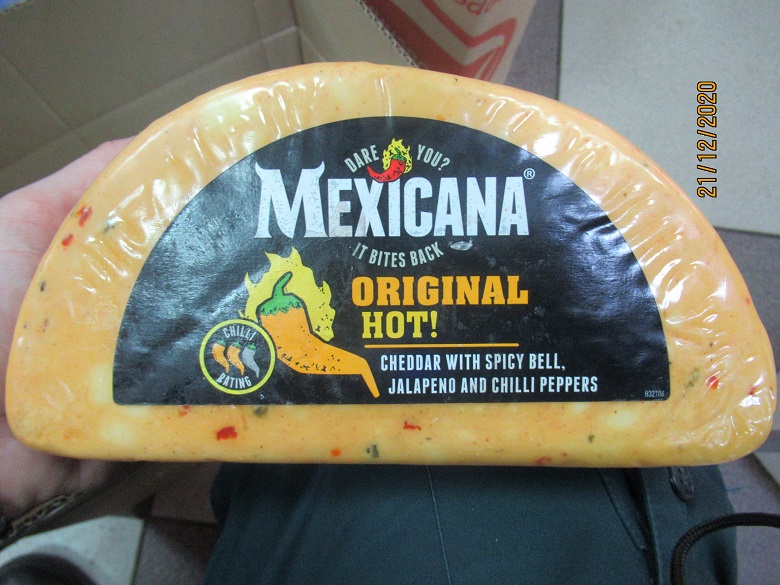 DARE YOU?
MEXICANA®
IT BITES BACK
ORIGINAL
HOT!
CHILLI
RATING
CHEDDAR WITH SPICY BELL,
JALAPENO AND CHILLI PEPPERS
21/12/2020